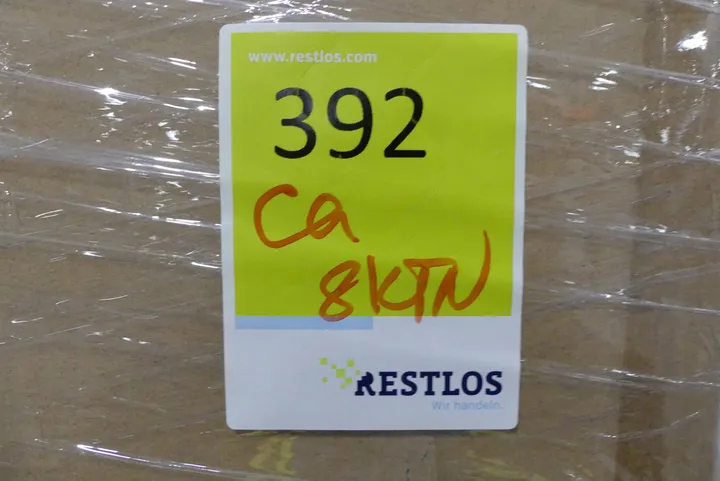 www.restlos.com
392
Ca
8KTN
RESTLOS
Wir handeln.